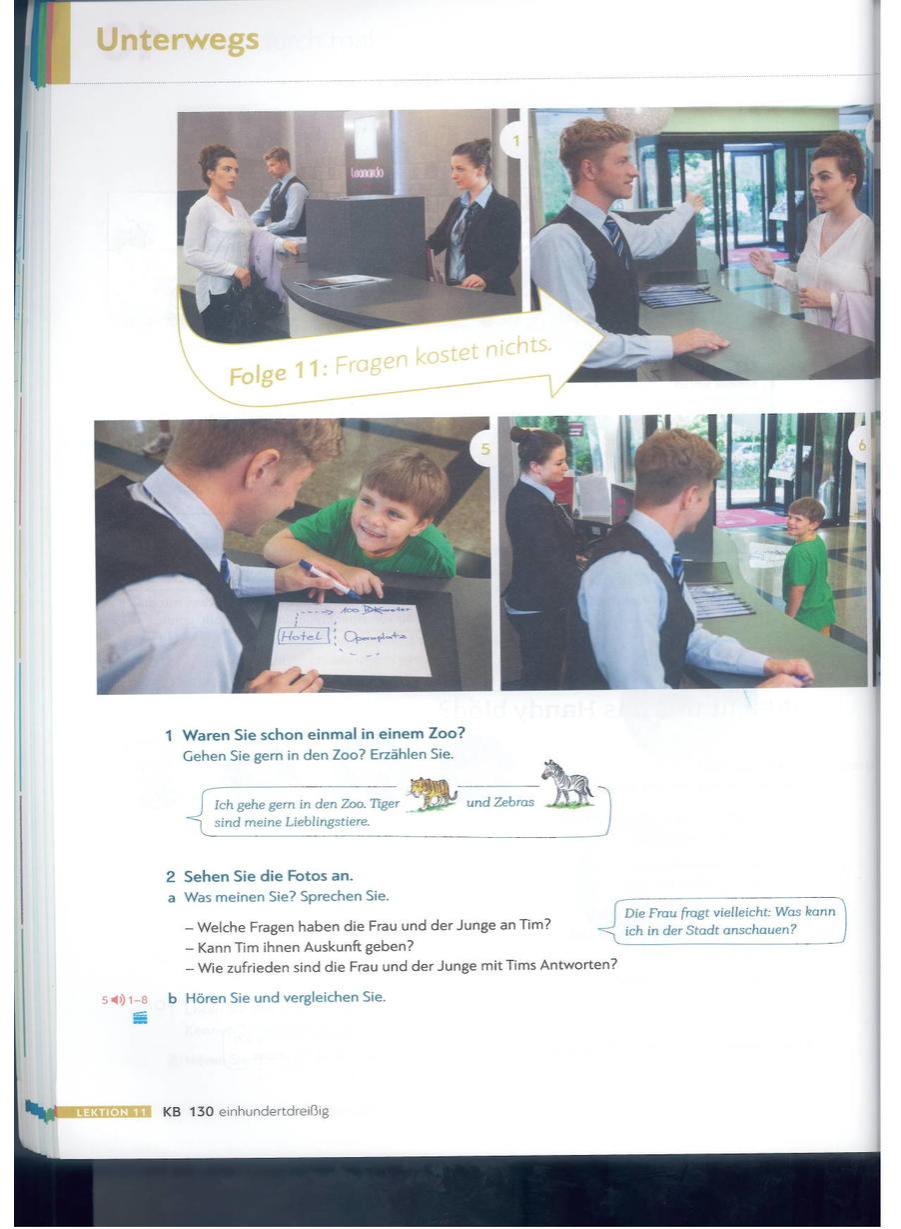 Unterwegs
Leonardo
1
Folge 11: Fragen kostet nichts.
5
6
Hotel
Opernplatz
1 Waren Sie schon einmal in einem Zoo?
Gehen Sie gern in den Zoo? Erzählen Sie.
Ich gehe gern in den Zoo. Tiger und Zebras
sind meine Lieblingstiere.
2 Sehen Sie die Fotos an.
a Was meinen Sie? Sprechen Sie.
– Welche Fragen haben die Frau und der Junge an Tim?
– Kann Tim ihnen Auskunft geben?
– Wie zufrieden sind die Frau und der Junge mit Tims Antworten?
Die Frau fragt vielleicht: Was kann
ich in der Stadt anschauen?
5 1–8 b Hören Sie und vergleichen Sie.
LEKTION 11 KB 130 einhundertdreißig